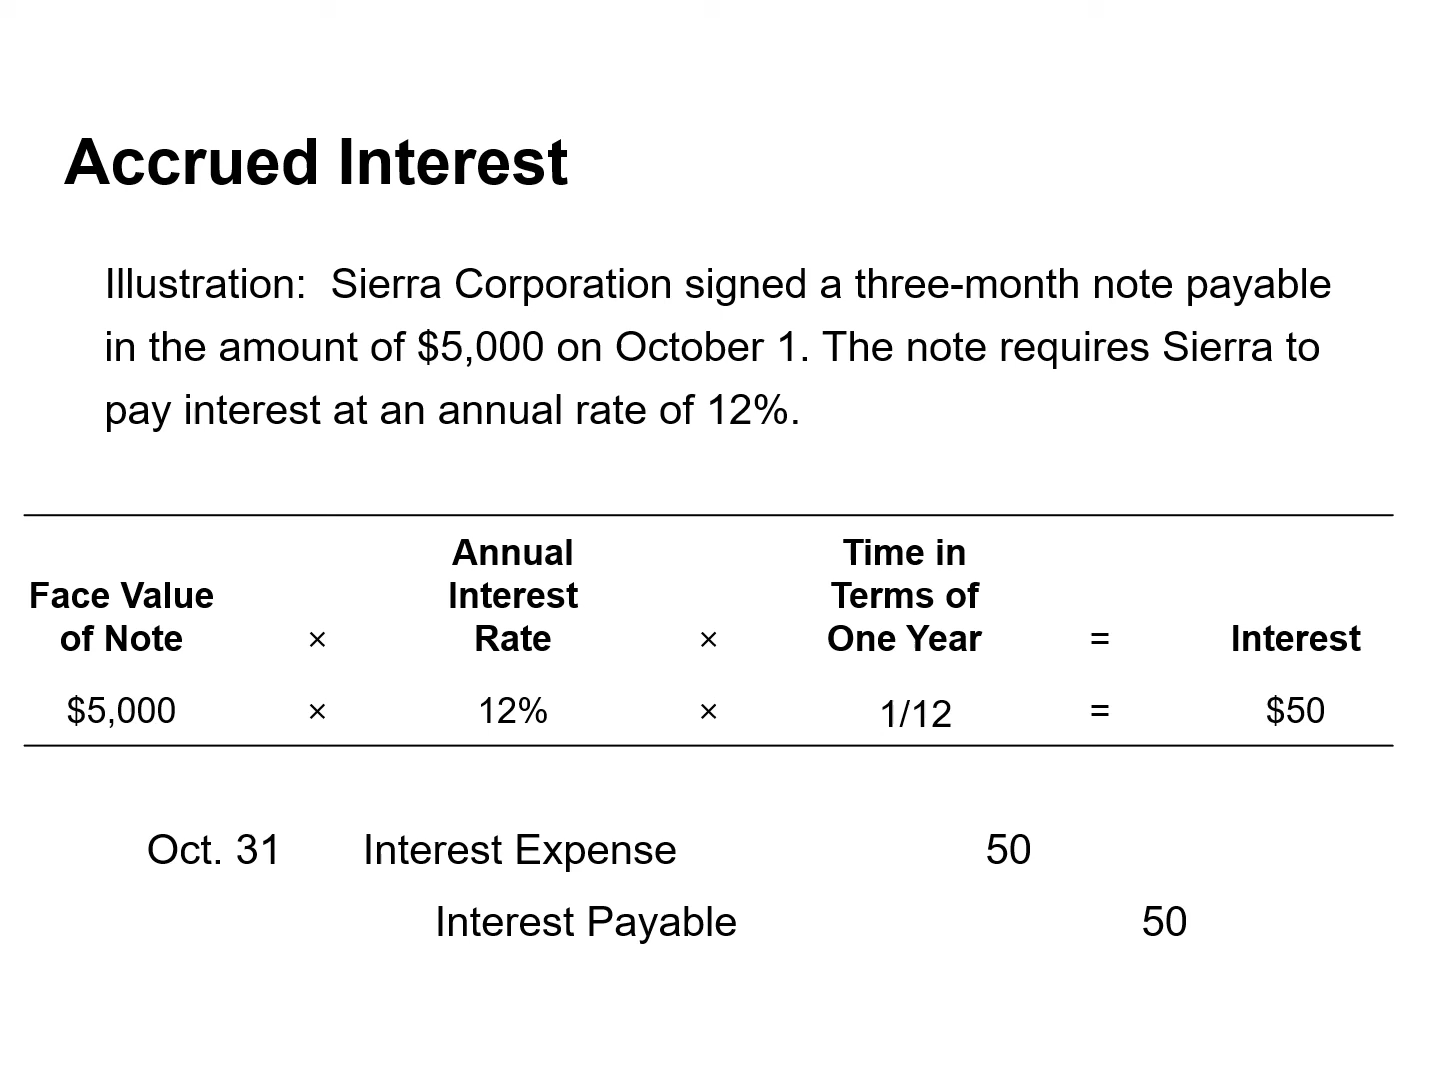 Accrued Interest
Illustration:  Sierra Corporation signed a three-month note payable
in the amount of $5,000 on October 1. The note requires Sierra to
pay interest at an annual rate of 12%.
Face Value of Note × Annual Interest Rate × Time in Terms of One Year = Interest
$5,000 × 12% × 1/12 = $50
Oct. 31 Interest Expense 50
Interest Payable 50